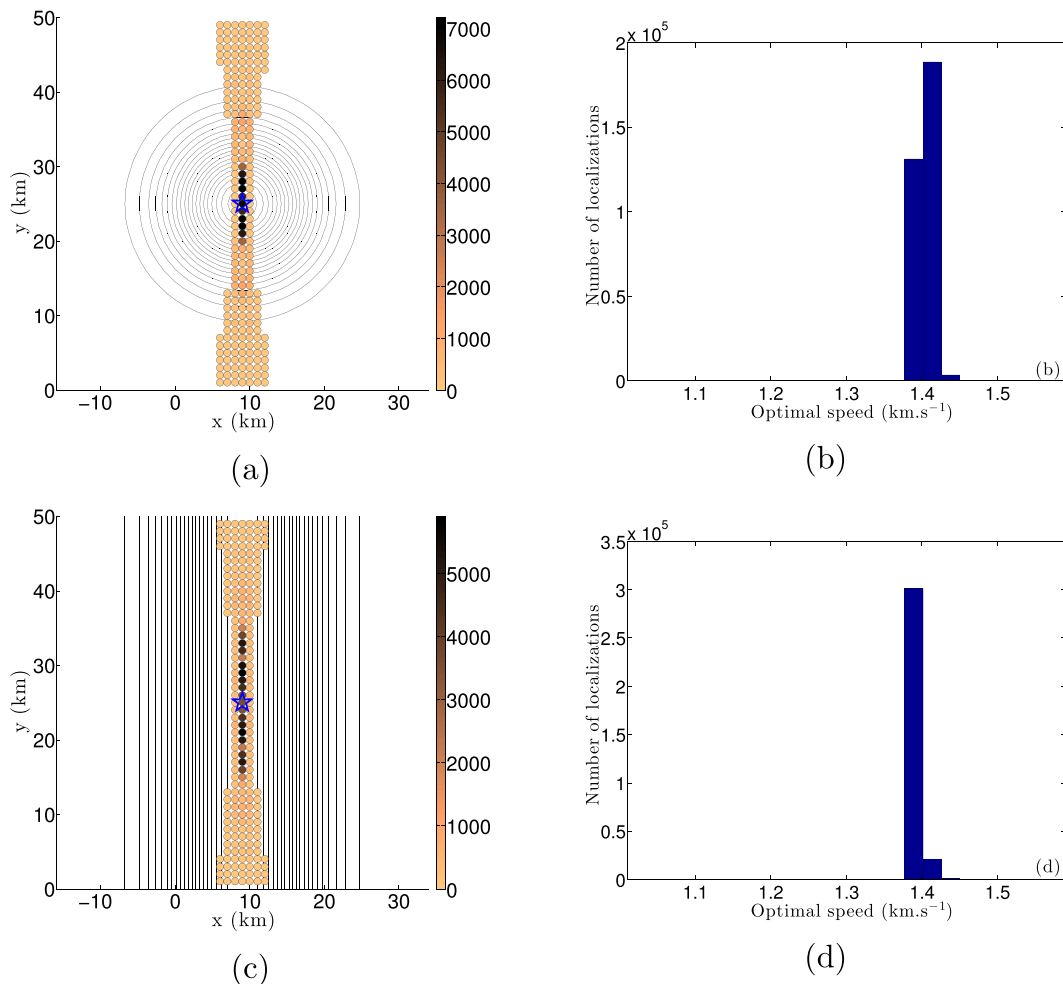 50
40
30
20
10
0
y (km)
−10 0 10 20 30
x (km)
7000
6000
5000
4000
3000
2000
1000
0
(a)
2 x 10⁵
1.5
1
0.5
0
Number of localizations
1.1 1.2 1.3 1.4 1.5
Optimal speed (km.s⁻¹)
(b)
(b)
50
40
30
20
10
0
y (km)
−10 0 10 20 30
x (km)
5000
4000
3000
2000
1000
0
(c)
3.5 x 10⁵
3
2.5
2
1.5
1
0.5
0
Number of localizations
1.1 1.2 1.3 1.4 1.5
Optimal speed (km.s⁻¹)
(d)
(d)